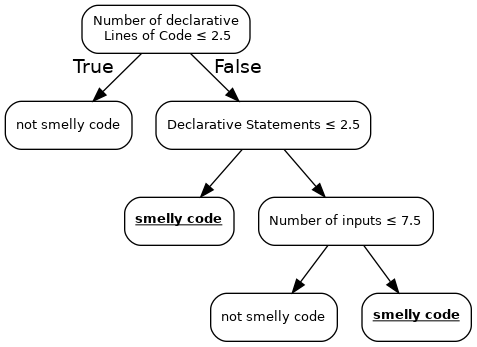 Number of declarative
Lines of Code ≤ 2.5
True
False
not smelly code
Declarative Statements ≤ 2.5
smelly code
Number of inputs ≤ 7.5
not smelly code
smelly code